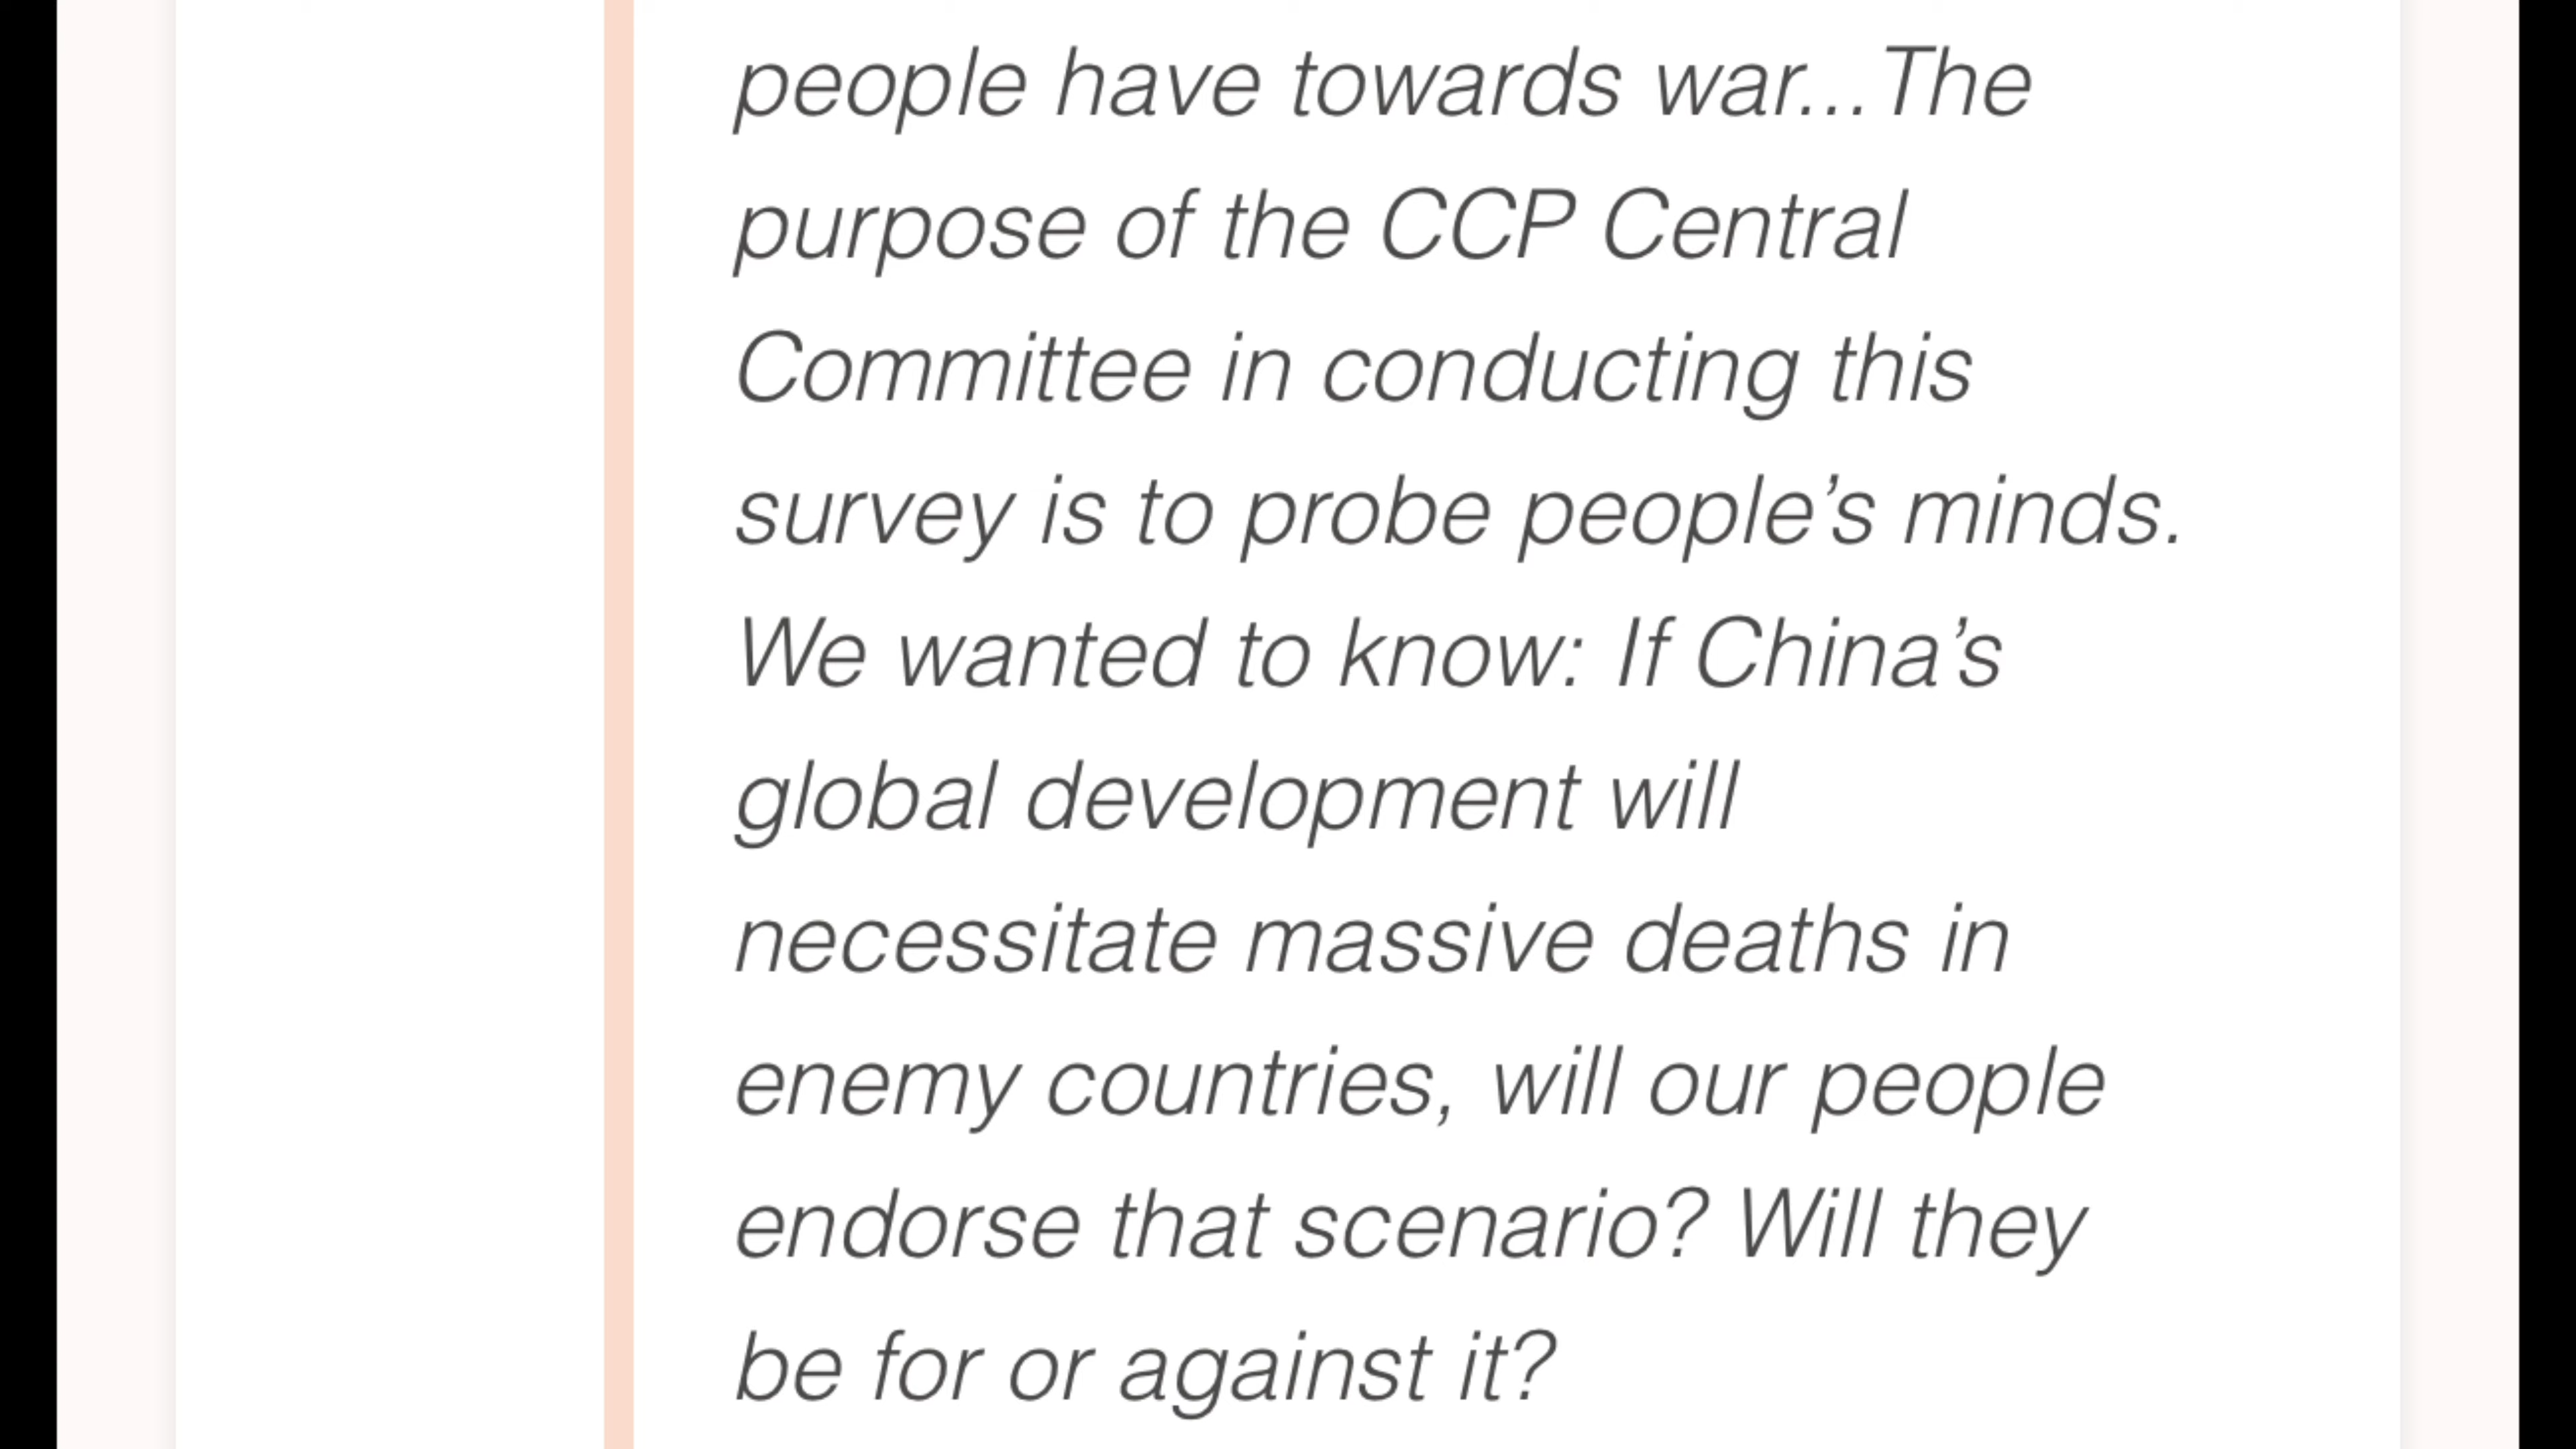 people have towards war...The
purpose of the CCP Central
Committee in conducting this
survey is to probe people’s minds.
We wanted to know: If China’s
global development will
necessitate massive deaths in
enemy countries, will our people
endorse that scenario? Will they
be for or against it?